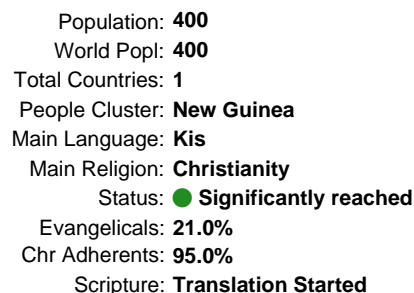 Population: 400
World Popl: 400
Total Countries: 1
People Cluster: New Guinea
Main Language: Kis
Main Religion: Christianity
Status: Significantly reached
Evangelicals: 21.0%
Chr Adherents: 95.0%
Scripture: Translation Started